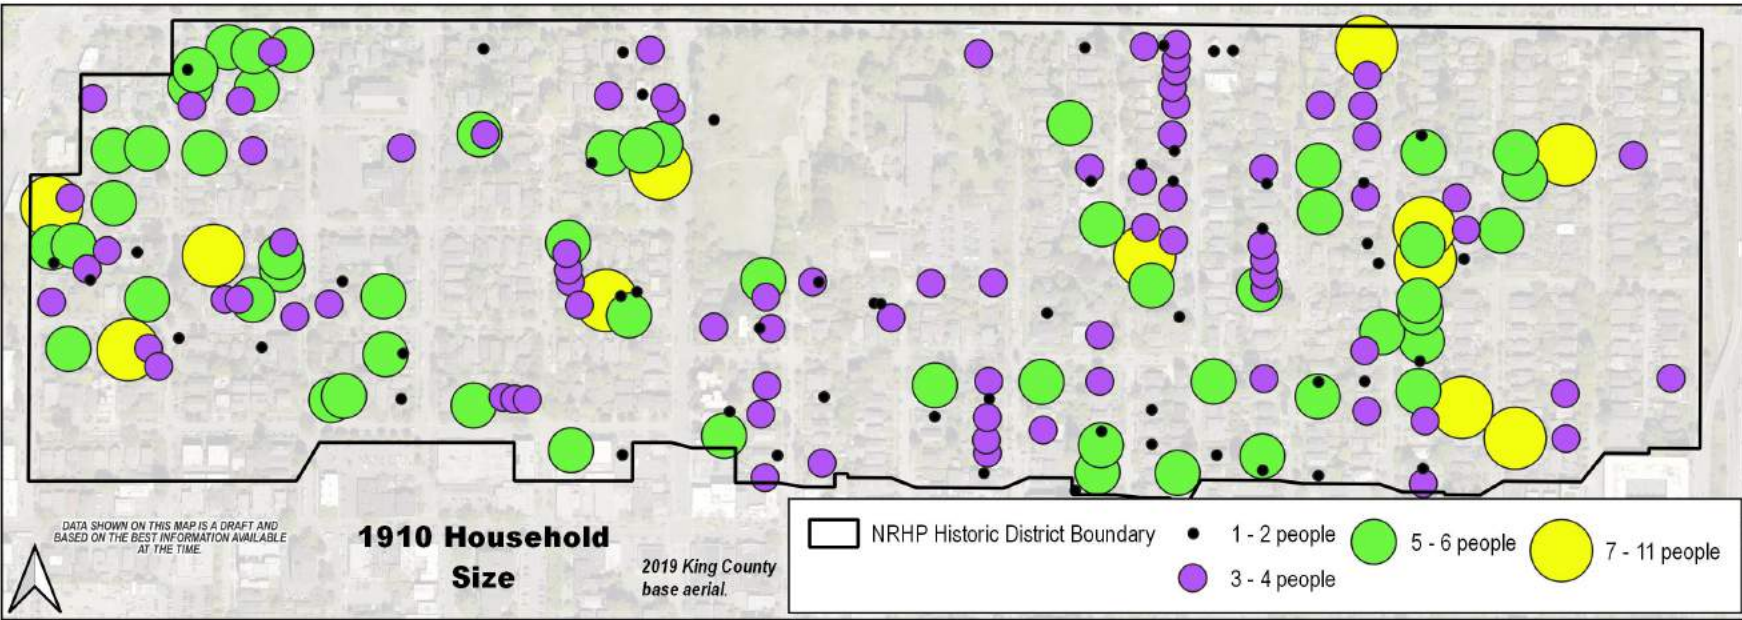 DATA SHOWN ON THIS MAP IS A DRAFT AND
BASED ON THE BEST INFORMATION AVAILABLE
AT THE TIME.
1910 Household
Size
2019 King County
base aerial.
NRHP Historic District Boundary
1 - 2 people
3 - 4 people
5 - 6 people
7 - 11 people